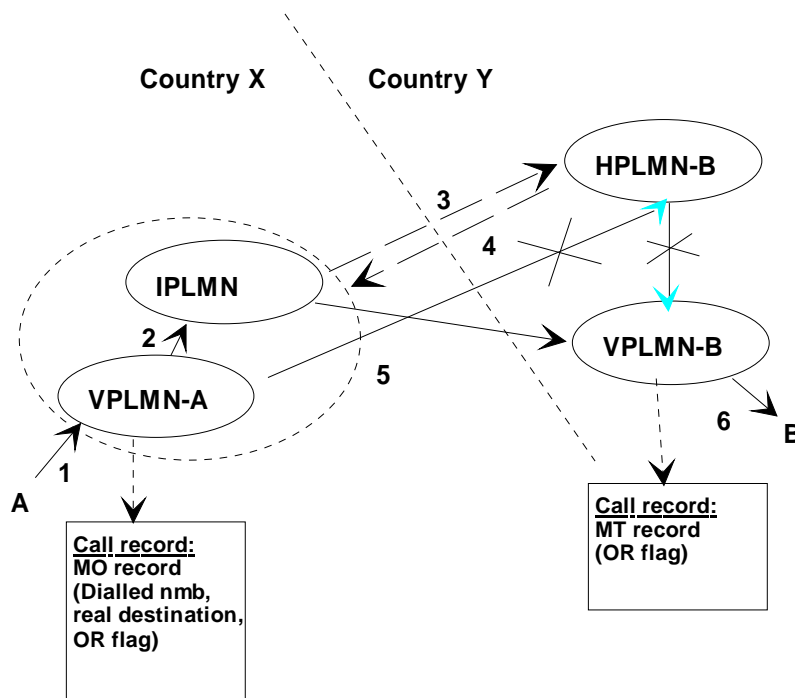 Country X
Country Y
HPLMN-B
3
4
IPLMN
2
VPLMN-B
5
VPLMN-A
6
B
1
A
Call record:
MO record
(Dialled nmb,
real destination,
OR flag)
Call record:
MT record
(OR flag)